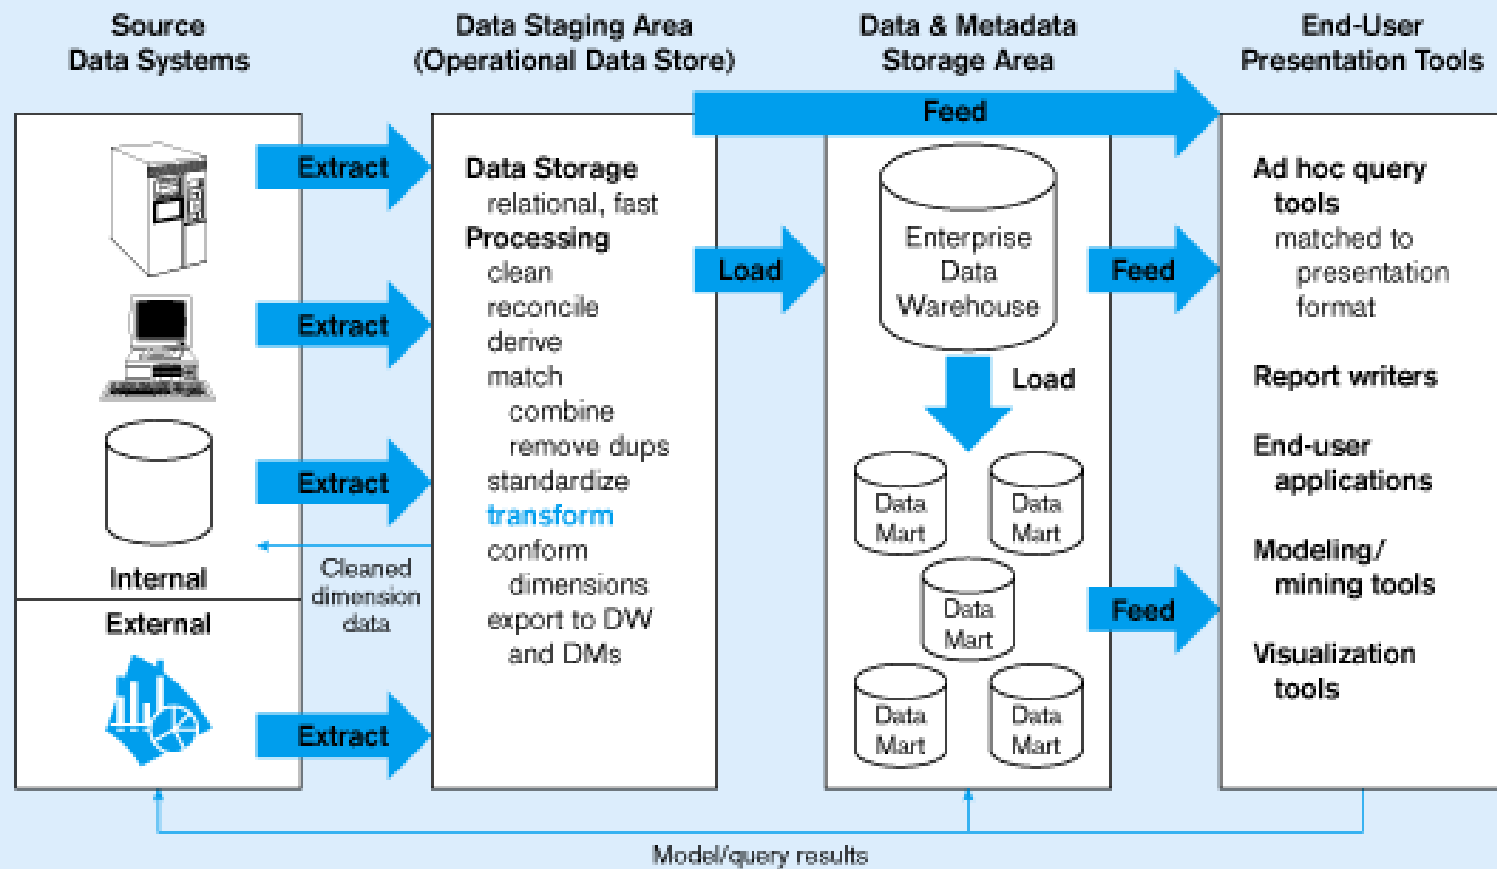 Source
Data Systems
Data Staging Area
(Operational Data Store)
Data & Metadata
Storage Area
End-User
Presentation Tools
Extract
Extract
Extract
Internal
Cleaned
dimension
data
External
Extract
Data Storage
relational, fast
Processing
clean
reconcile
derive
match
combine
remove dups
standardize
transform
conform
dimensions
export to DW
and DMs
Feed
Load
Enterprise
Data
Warehouse
Load
Data
Mart
Data
Mart
Data
Mart
Data
Mart
Data
Mart
Feed
Feed
Ad hoc query
tools
matched to
presentation
format
Report writers
End-user
applications
Modeling/
mining tools
Visualization
tools
Model/query results